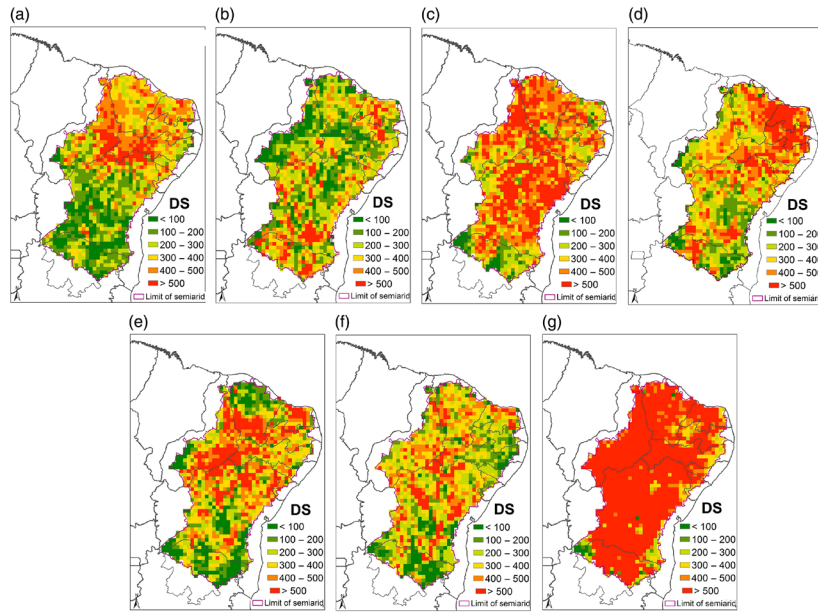 (a)
DS
< 100
100 – 200
200 – 300
300 – 400
400 – 500
> 500
Limit of semiarid
(b)
DS
< 100
100 – 200
200 – 300
300 – 400
400 – 500
> 500
Limit of semiarid
(c)
DS
< 100
100 – 200
200 – 300
300 – 400
400 – 500
> 500
Limit of semiarid
(d)
DS
< 100
100 – 200
200 – 300
300 – 400
400 – 500
> 500
Limit of semiarid
(e)
DS
< 100
100 – 200
200 – 300
300 – 400
400 – 500
> 500
Limit of semiarid
(f)
DS
< 100
100 – 200
200 – 300
300 – 400
400 – 500
> 500
Limit of semiarid
(g)
DS
< 100
100 – 200
200 – 300
300 – 400
400 – 500
> 500
Limit of semiarid